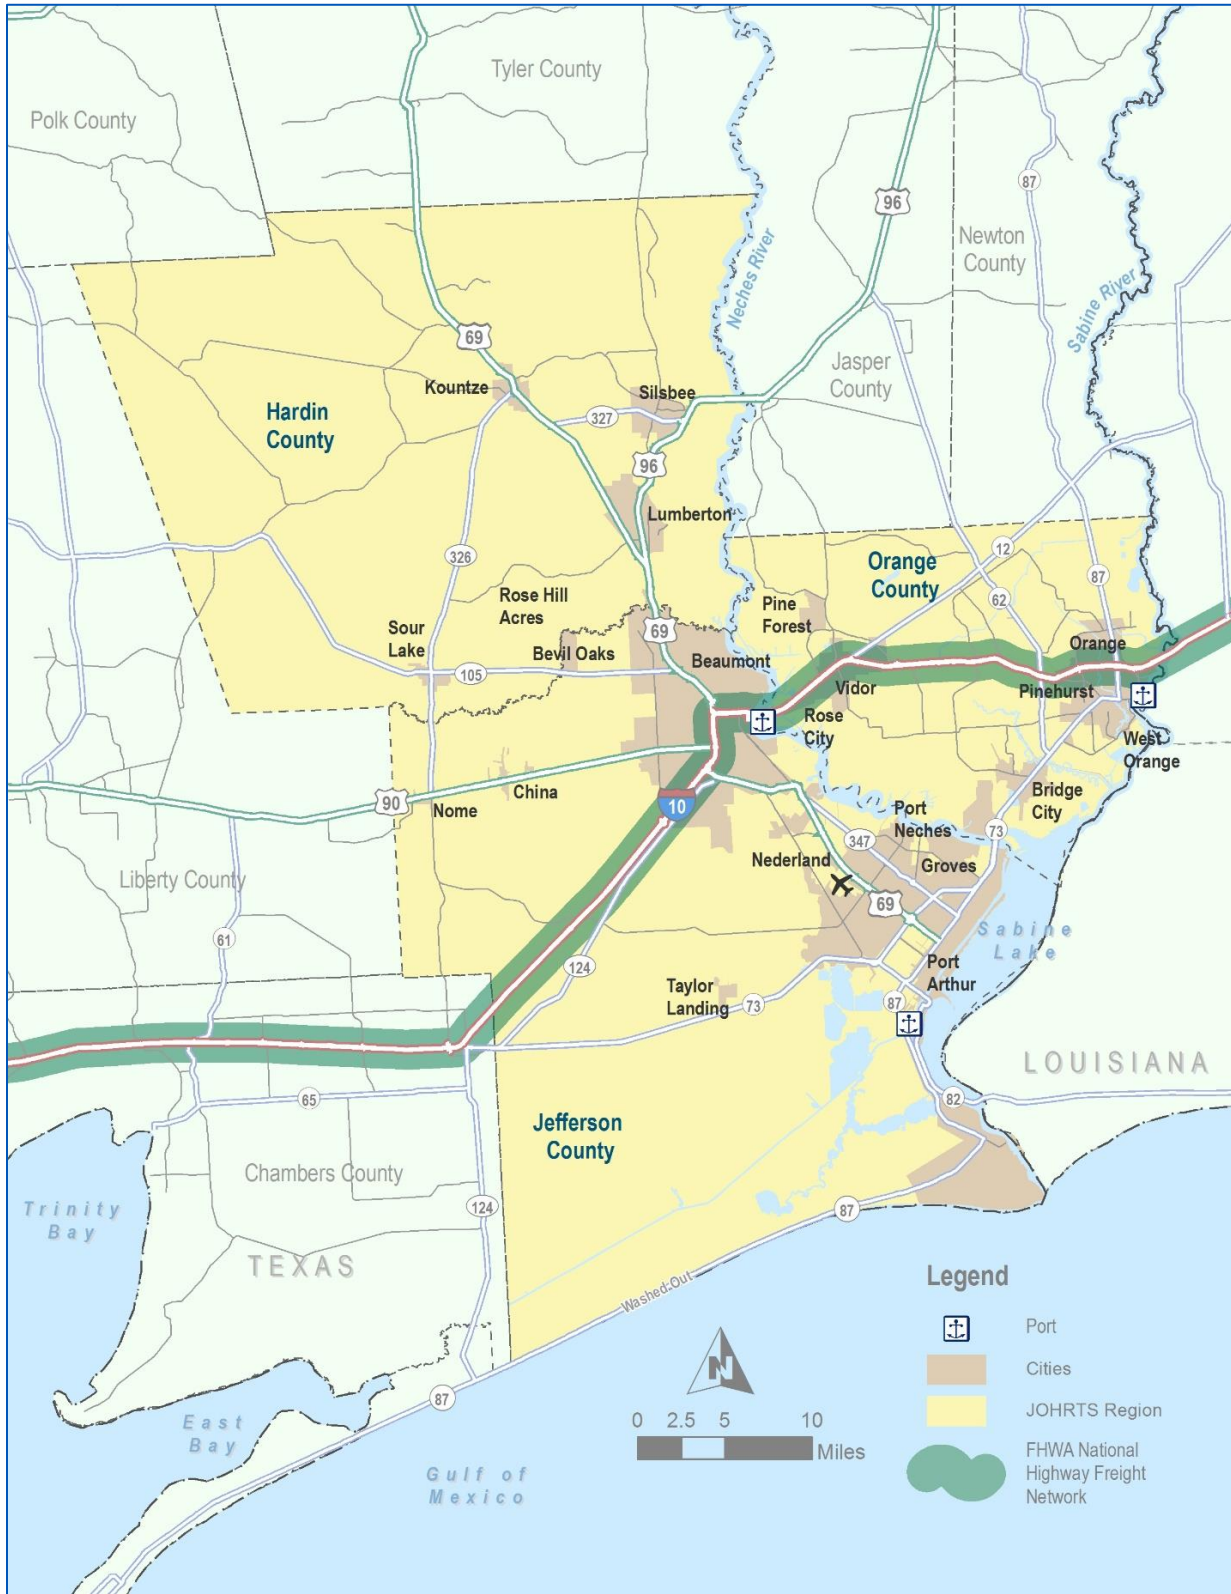 Tyler County
Polk County
87
96
Newton
County
Neches River
Sabine River
69
Jasper
County
Kountze
Silsbee
Hardin
County
327
96
Lumberton
12
326
Orange
County
87
62
Rose Hill
Acres
Pine
Forest
Sour
Lake
69
Orange
Bevil Oaks
Beaumont
105
Vidor
Pinehurst
Rose
City
West
Orange
China
90
Nome
10
Bridge
City
Port
Neches
73
347
Nederland
Groves
Liberty County
69
Sabine
Lake
61
124
Port
Arthur
Taylor
Landing
73
87
LOUISIANA
65
82
Jefferson
County
Chambers County
Trinity
Bay
124
87
TEXAS
Washed Out
87
East
Bay
Gulf of
Mexico
N
0 2.5 5 10
Miles
Legend
Port
Cities
JOHRTS Region
FHWA National
Highway Freight
Network